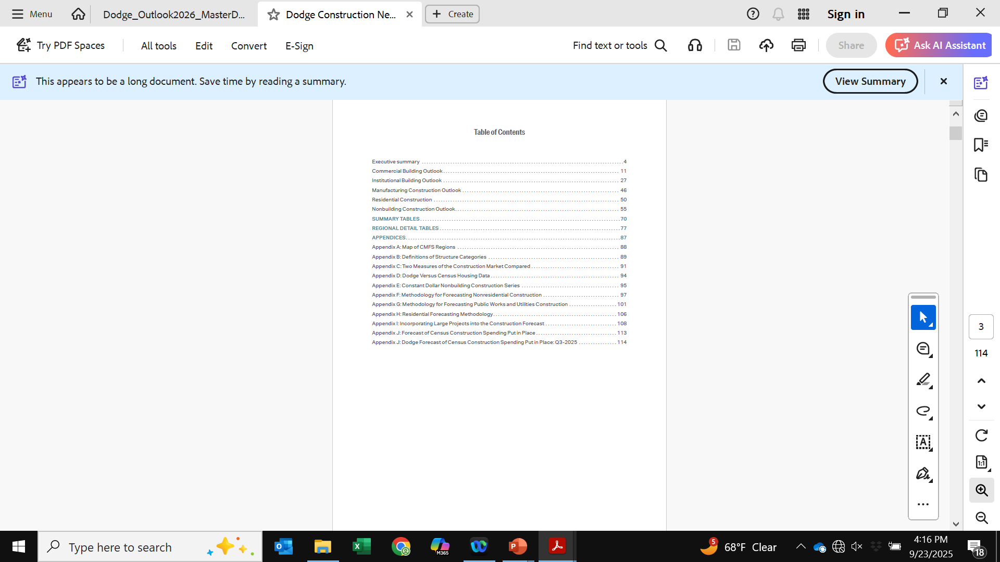 Menu
Dodge_Outlook2026_MasterD...
Dodge Construction Ne...
Create
Sign in
Try PDF Spaces
All tools
Edit
Convert
E-Sign
Find text or tools
Share
Ask AI Assistant
This appears to be a long document. Save time by reading a summary.
View Summary
Table of Contents
Executive summary 4
Commercial Building Outlook 11
Institutional Building Outlook 27
Manufacturing Construction Outlook 46
Residential Construction 50
Nonbuilding Construction Outlook 55
SUMMARY TABLES 70
REGIONAL DETAIL TABLES 77
APPENDICES 87
Appendix A: Map of CMFS Regions 88
Appendix B: Definitions of Structure Categories 89
Appendix C: Two Measures of the Construction Market Compared 91
Appendix D: Dodge Versus Census Housing Data 94
Appendix E: Constant Dollar Nonbuilding Construction Series 95
Appendix F: Methodology for Forecasting Nonresidential Construction 97
Appendix G: Methodology for Forecasting Public Works and Utilities Construction 101
Appendix H: Residential Forecasting Methodology 106
Appendix I: Incorporating Large Projects into the Construction Forecast 108
Appendix J: Forecast of Census Construction Spending Put in Place 113
Appendix J: Dodge Forecast of Census Construction Spending Put in Place: Q3-2025 114
3
114
A
1:1
Type here to search
M365
5
68°F Clear
4:16 PM
9/23/2025
18